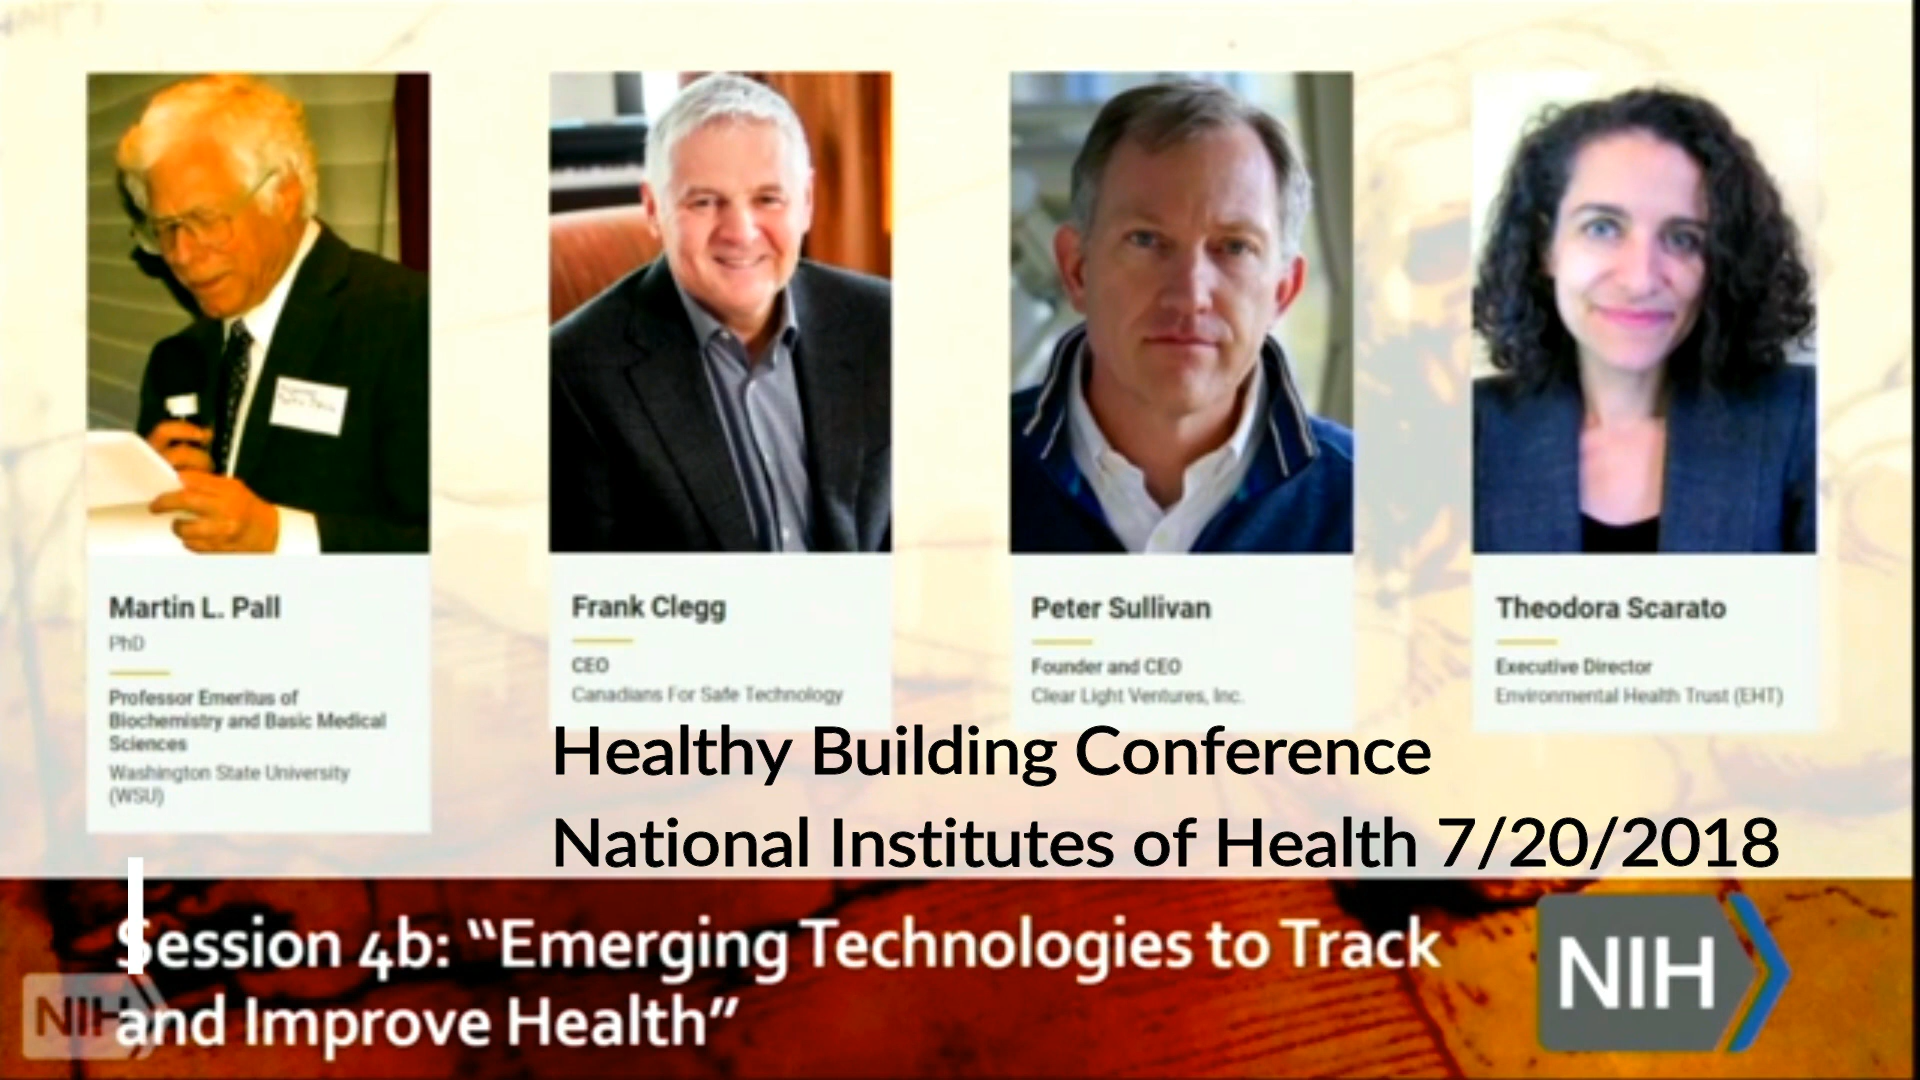 Martin L. Pall
PhD
Professor Emeritus of
Biochemistry and Basic Medical
Sciences
Washington State University
(WSU)
Frank Clegg
CEO
Canadians For Safe Technology
Peter Sullivan
Founder and CEO
Clear Light Ventures, Inc.
Theodora Scarato
Executive Director
Environmental Health Trust (EHT)
Healthy Building Conference
National Institutes of Health 7/20/2018
Session 4b: “Emerging Technologies to Track
and Improve Health”
NIH
NIH